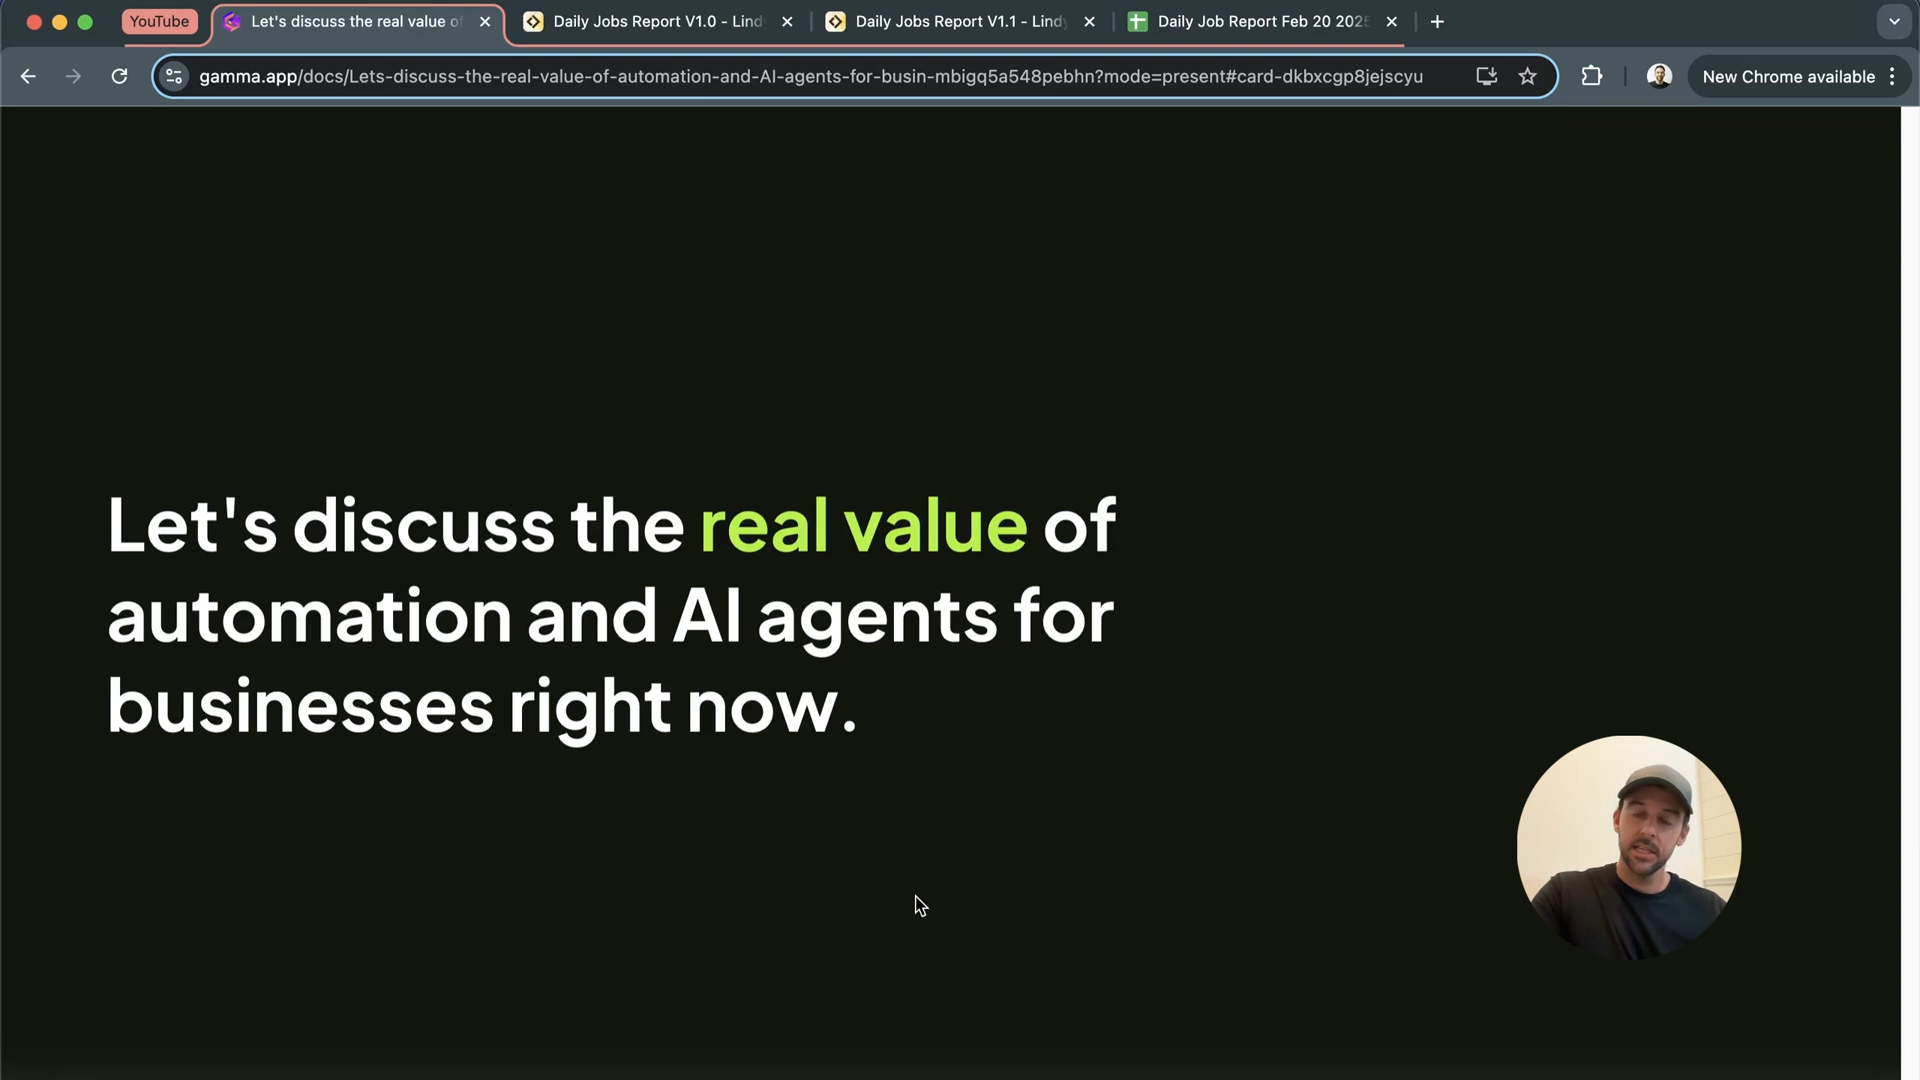 YouTube
Let's discuss the real value of
Daily Jobs Report V1.0 - Lind
Daily Jobs Report V1.1 - Lind
Daily Job Report Feb 20 202
gamma.app/docs/Lets-discuss-the-real-value-of-automation-and-AI-agents-for-busin-mbigq5a548pebhn?mode=present#card-dkbxcgp8jejscyu
New Chrome available
Let's discuss the real value of
automation and AI agents for
businesses right now.